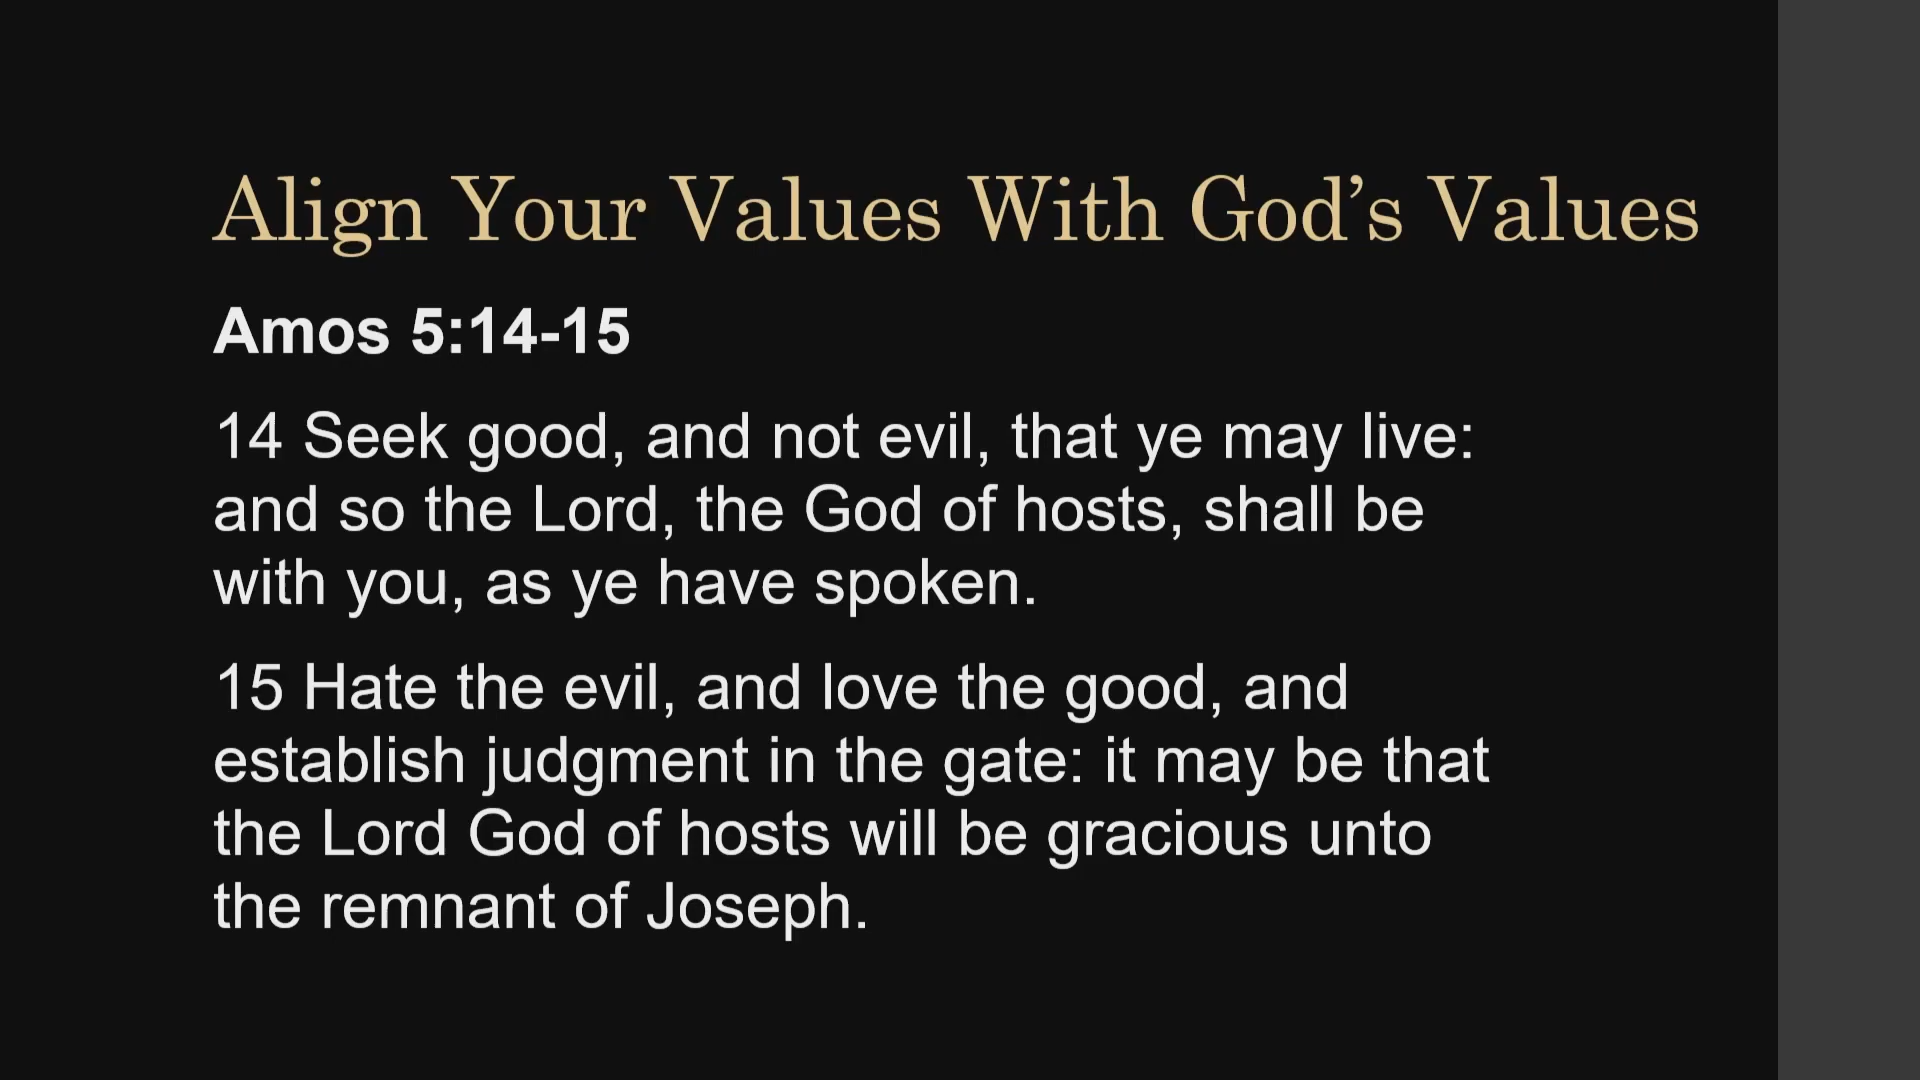 Align Your Values With God’s Values
Amos 5:14-15
14 Seek good, and not evil, that ye may live:
and so the Lord, the God of hosts, shall be
with you, as ye have spoken.
15 Hate the evil, and love the good, and
establish judgment in the gate: it may be that
the Lord God of hosts will be gracious unto
the remnant of Joseph.